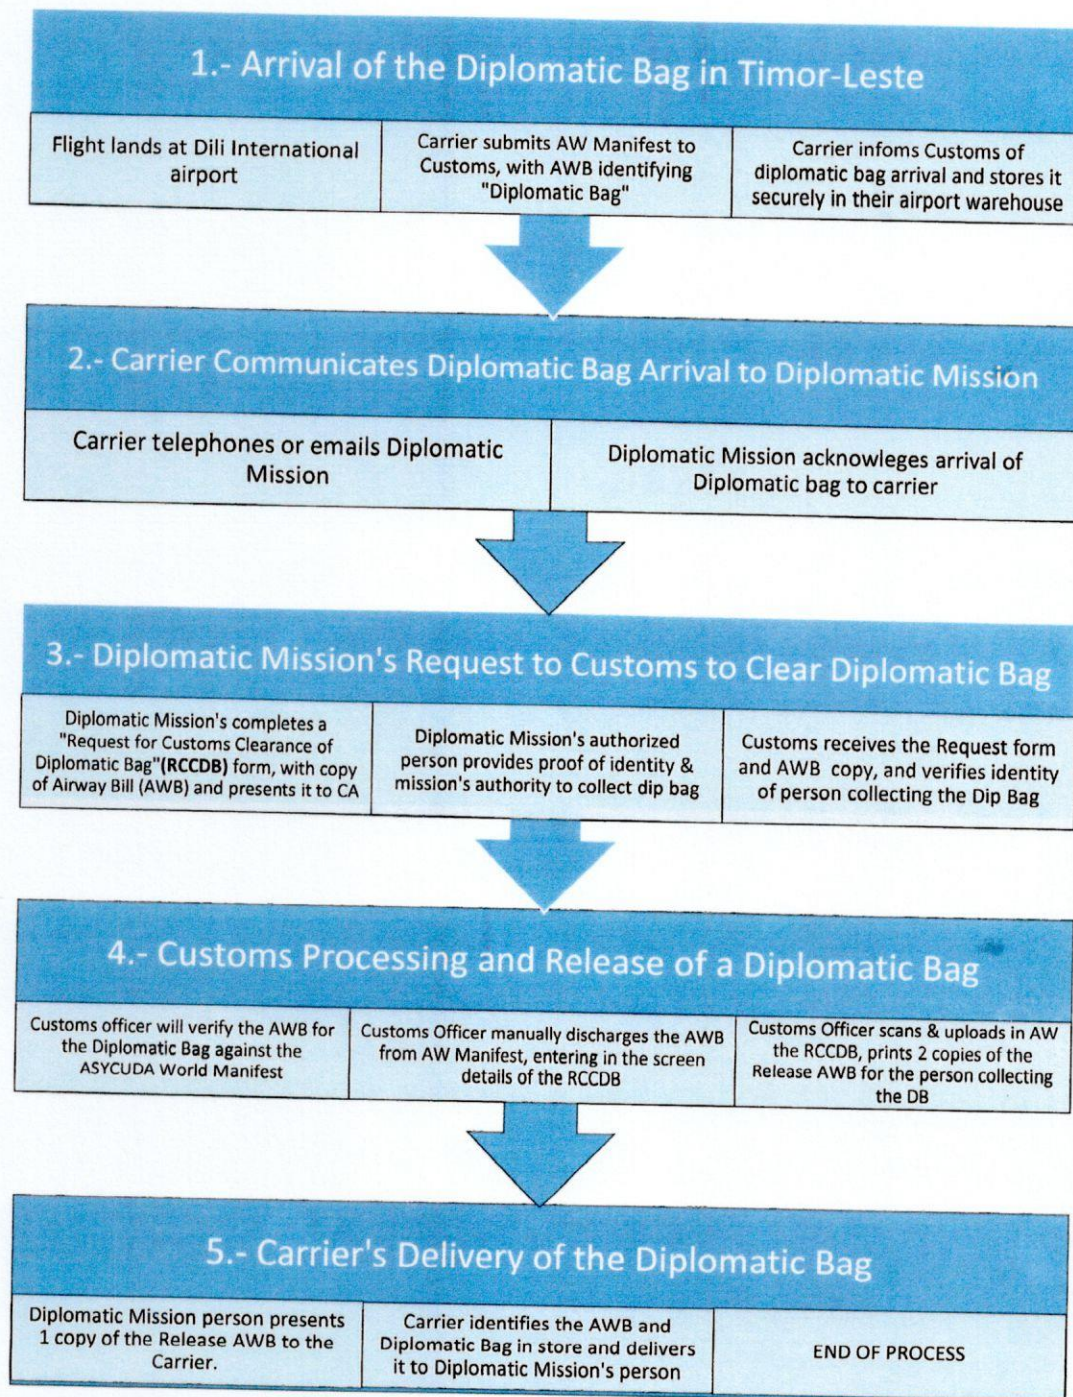 1.- Arrival of the Diplomatic Bag in Timor-Leste
Flight lands at Dili International
airport
Carrier submits AW Manifest to
Customs, with AWB identifying
"Diplomatic Bag"
Carrier infoms Customs of
diplomatic bag arrival and stores it
securely in their airport warehouse
2.- Carrier Communicates Diplomatic Bag Arrival to Diplomatic Mission
Carrier telephones or emails Diplomatic
Mission
Diplomatic Mission acknowleges arrival of
Diplomatic bag to carrier
3.- Diplomatic Mission's Request to Customs to Clear Diplomatic Bag
Diplomatic Mission's completes a
"Request for Customs Clearance of
Diplomatic Bag"(RCCDB) form, with copy
of Airway Bill (AWB) and presents it to CA
Diplomatic Mission's authorized
person provides proof of identity &
mission's authority to collect dip bag
Customs receives the Request form
and AWB copy, and verifies identity
of person collecting the Dip Bag
4.- Customs Processing and Release of a Diplomatic Bag
Customs officer will verify the AWB for
the Diplomatic Bag against the
ASYCUDA World Manifest
Customs Officer manually discharges the AWB
from AW Manifest, entering in the screen
details of the RCCDB
Customs Officer scans & uploads in AW
the RCCDB, prints 2 copies of the
Release AWB for the person collecting
the DB
5.- Carrier's Delivery of the Diplomatic Bag
Diplomatic Mission person presents
1 copy of the Release AWB to the
Carrier.
Carrier identifies the AWB and
Diplomatic Bag in store and delivers
it to Diplomatic Mission's person
END OF PROCESS